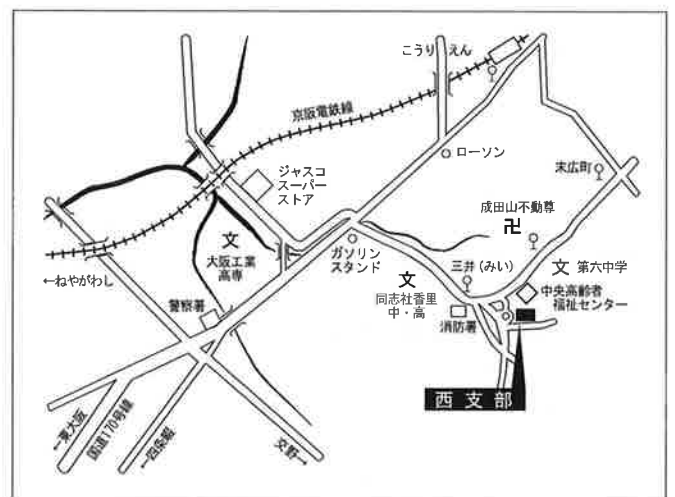 こうりえん
京阪電鉄線
ローソン
ジャスコ
スーパー
ストア
末広町
成田山不動尊
卍
文
大阪工業
高専
ガソリン
スタンド
文
同志社香里
中・高
三井(みい)
文 第六中学
中央高齢者
福祉センター
←ねやがわし
警察署
消防署
西支部
←東大阪
国道170号線
←四条畷
交野→